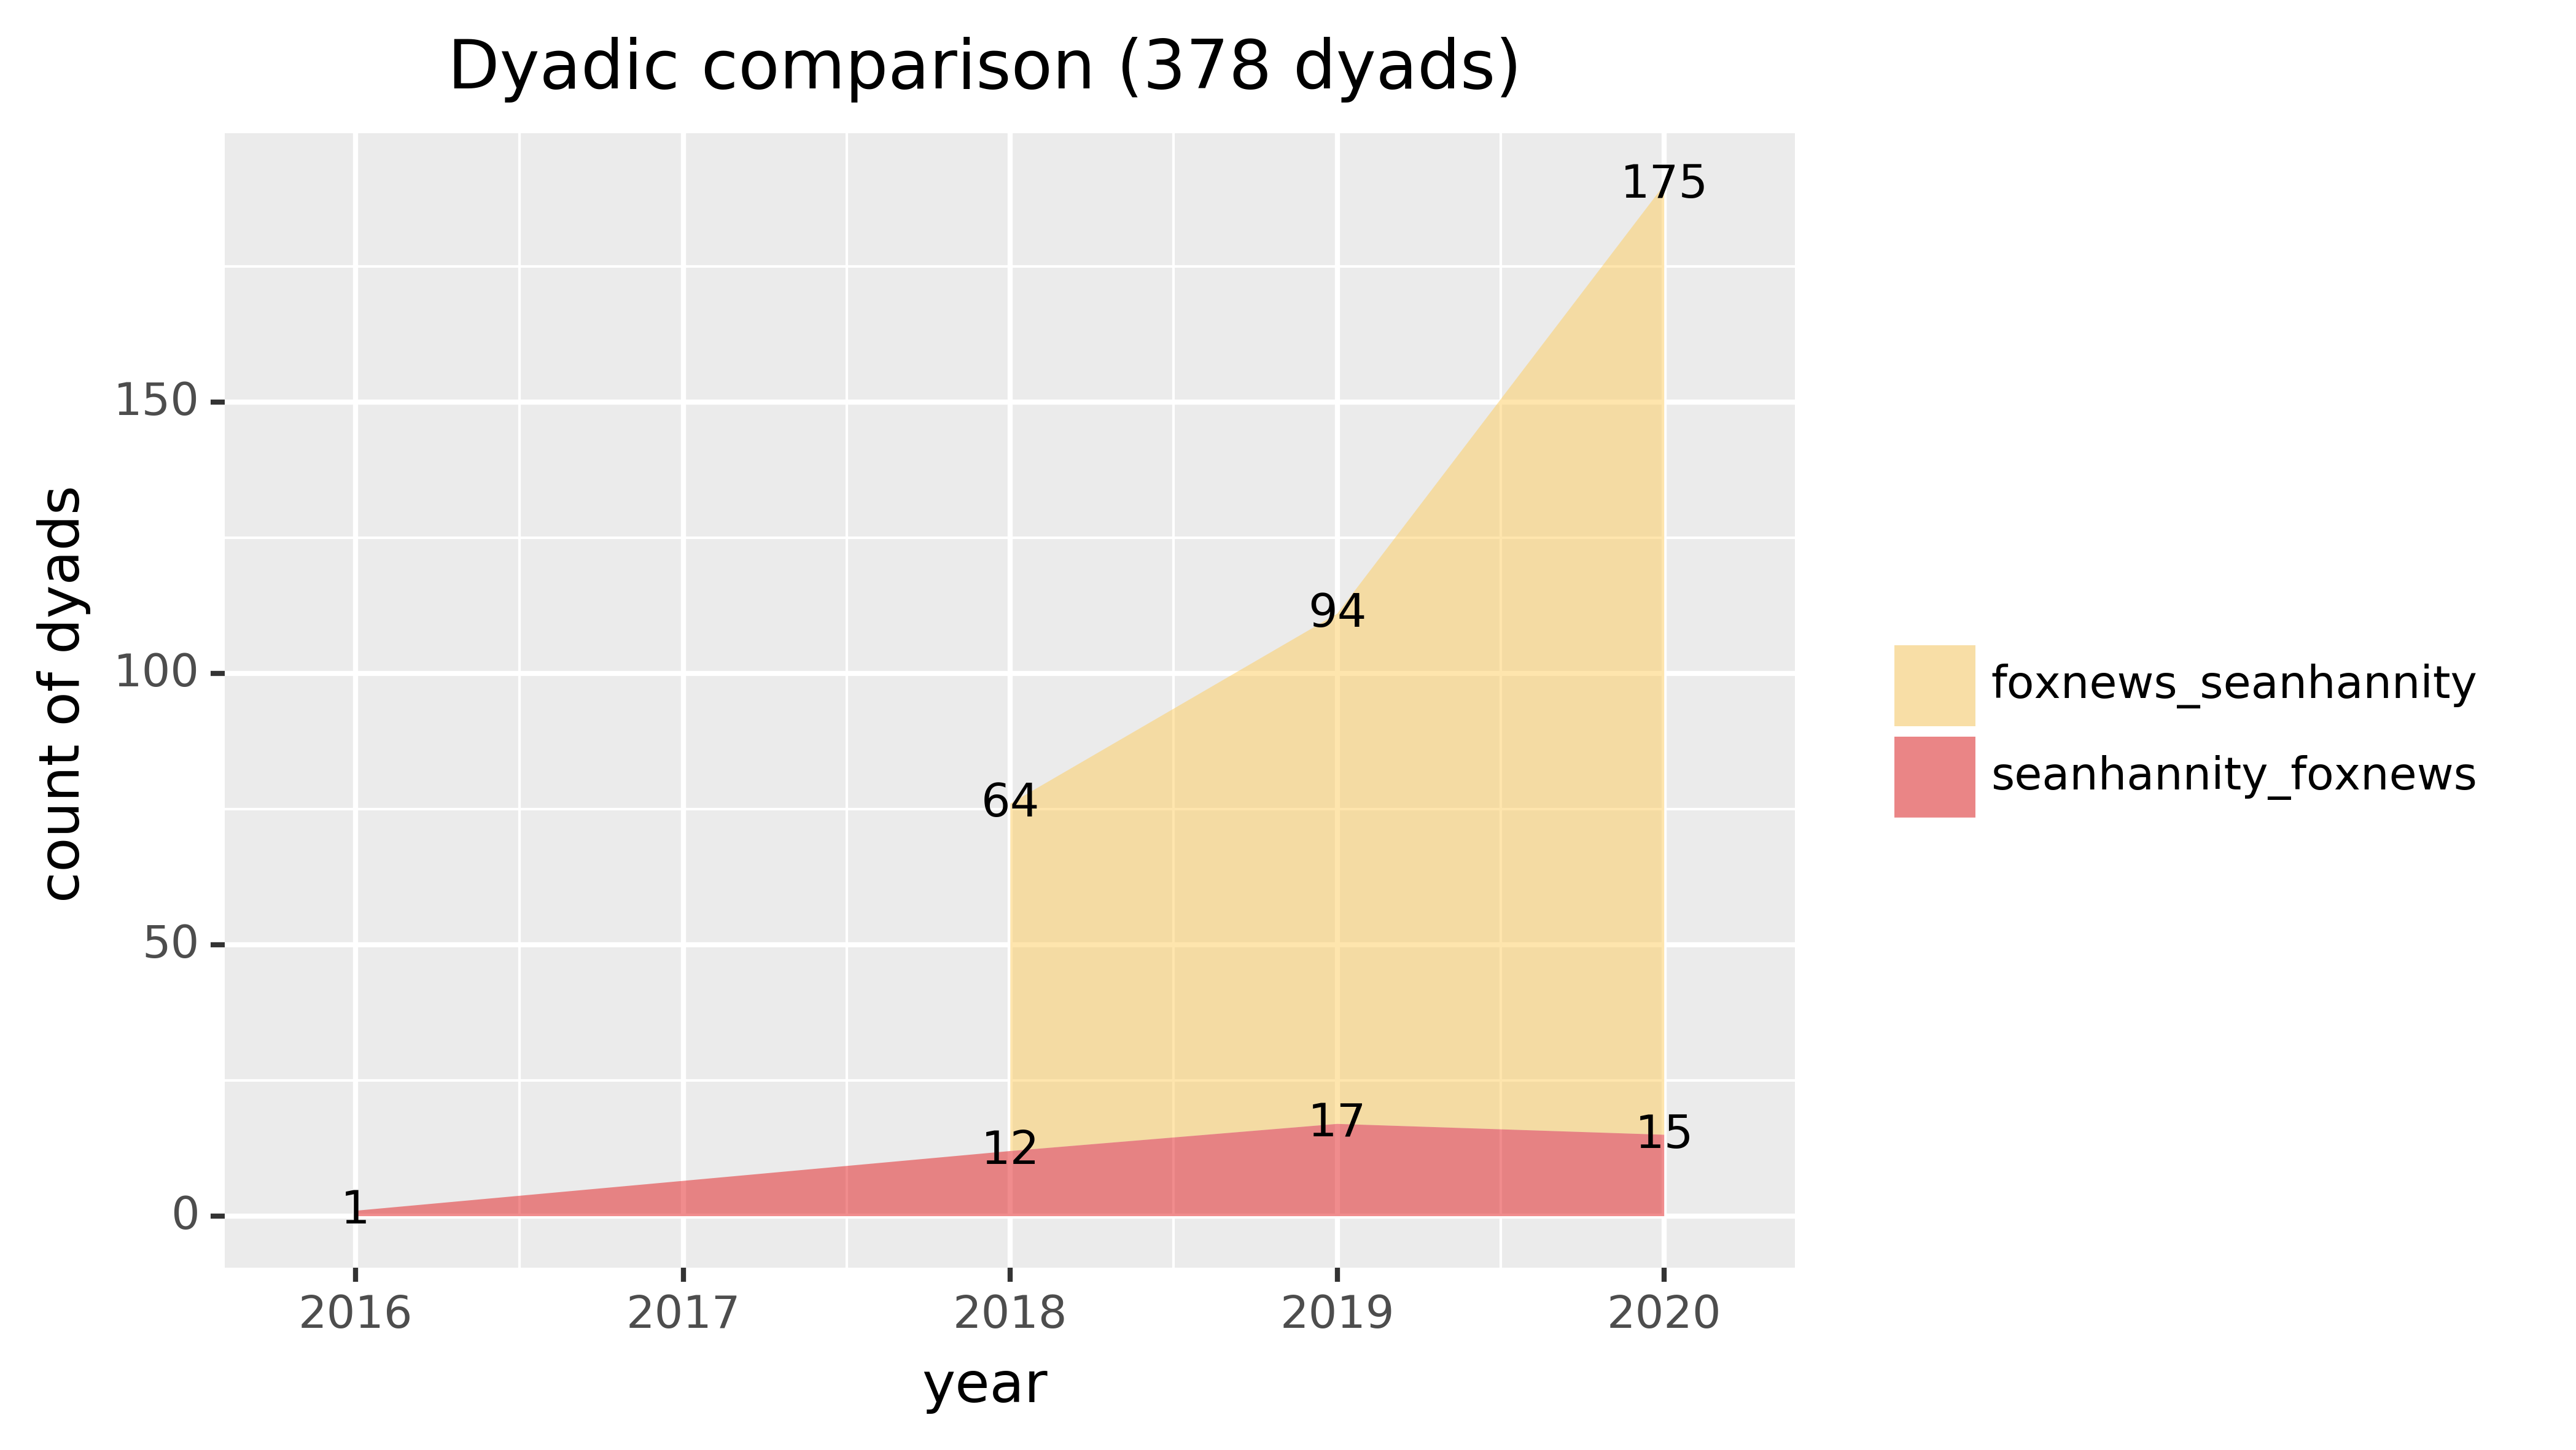 Dyadic comparison (378 dyads)
count of dyads
150
100
50
0
175
94
64
17
15
12
1
2016 2017 2018 2019 2020
year
foxnews_seanhannity
seanhannity_foxnews